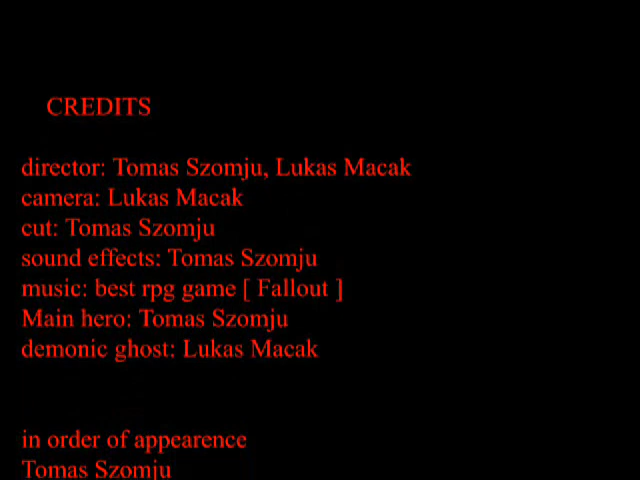 CREDITS
director: Tomas Szomju, Lukas Macak
camera: Lukas Macak
cut: Tomas Szomju
sound effects: Tomas Szomju
music: best rpg game [ Fallout ]
Main hero: Tomas Szomju
demonic ghost: Lukas Macak
in order of appearence
Tomas Szomju